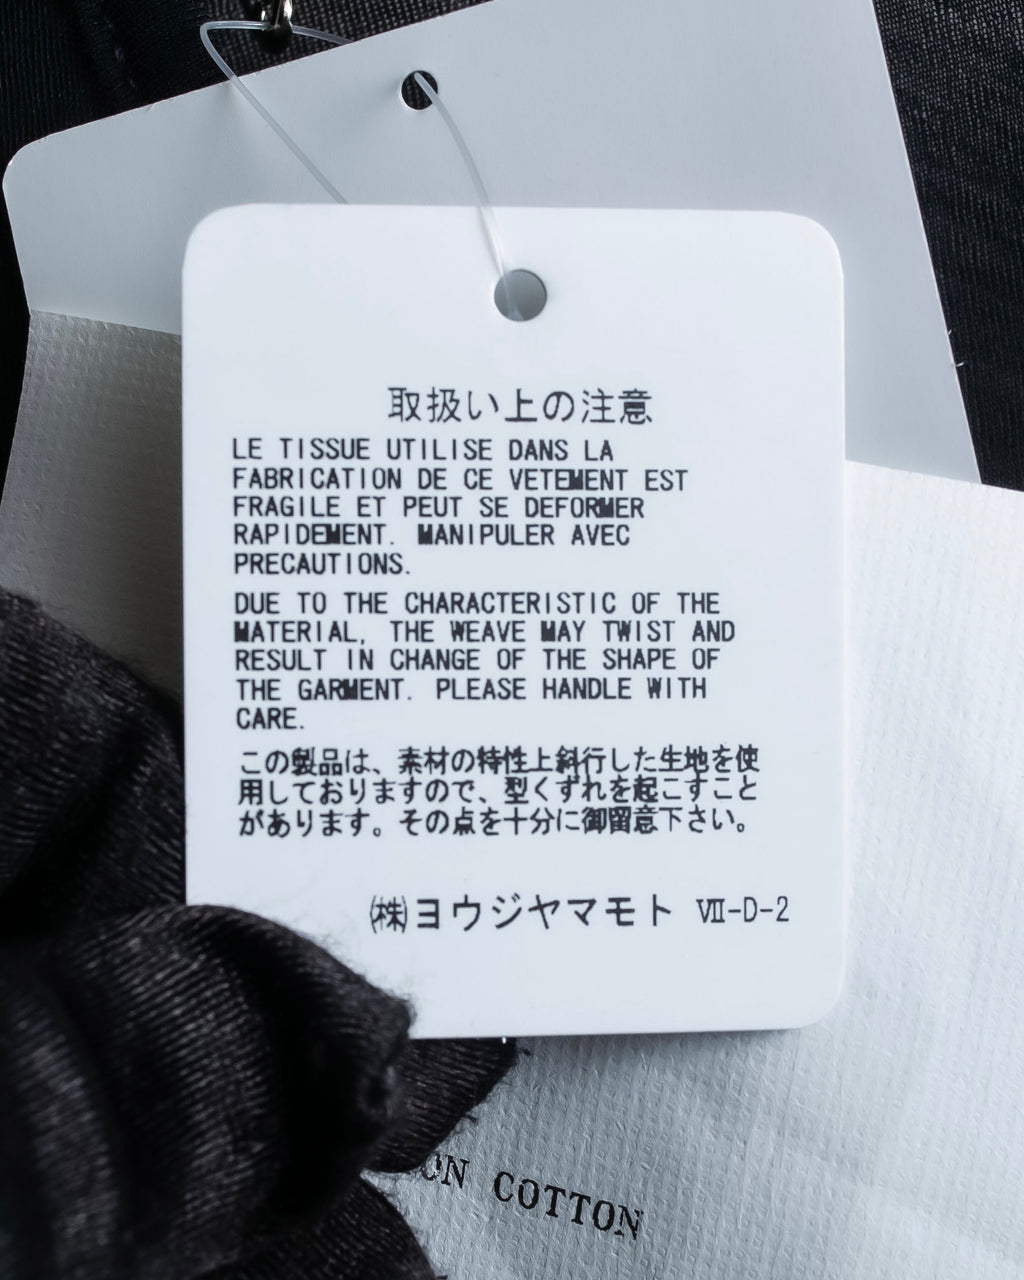 取扱い上の注意
LE TISSUE UTILISE DANS LA
FABRICATION DE CE VETEMENT EST
FRAGILE ET PEUT SE DEFORMER
RAPIDEMENT. MANIPULER AVEC
PRECAUTIONS.
DUE TO THE CHARACTERISTIC OF THE
MATERIAL, THE WEAVE MAY TWIST AND
RESULT IN CHANGE OF THE SHAPE OF
THE GARMENT. PLEASE HANDLE WITH
CARE.
この製品は、素材の特性上斜行した生地を使
用しておりますので、型くずれを起こすこと
があります。その点を十分に御留意下さい。
㈱ヨウジヤマモト Ⅶ-D-2
COTTON